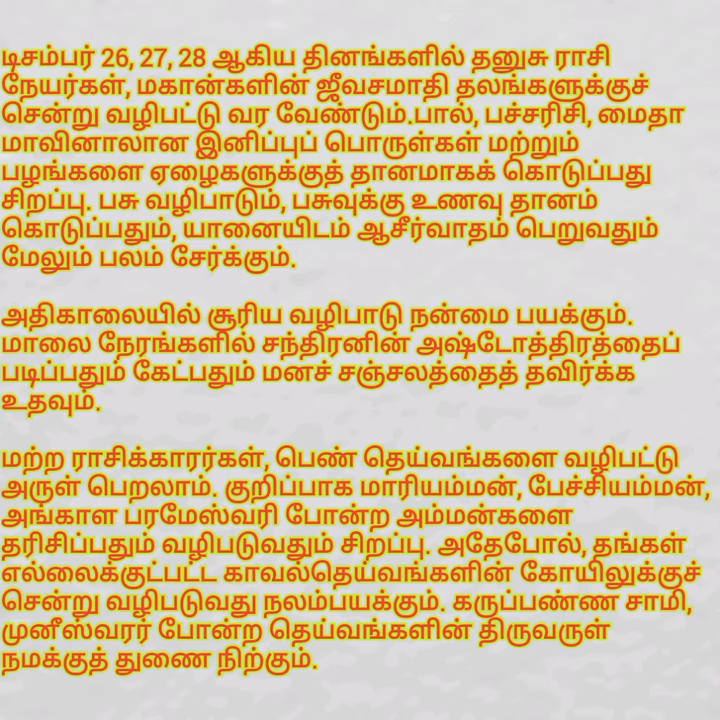 டிசம்பர் 26, 27, 28 ஆகிய தினங்களில் தனுசு ராசி
நேயர்கள், மகான்களின் ஜீவசமாதி தலங்களுக்குச்
சென்று வழிபட்டு வர வேண்டும்.பால், பச்சரிசி, மைதா
மாவினாலான இனிப்புப் பொருள்கள் மற்றும்
பழங்களை ஏழைகளுக்குத் தானமாகக் கொடுப்பது
சிறப்பு. பசு வழிபாடும், பசுவுக்கு உணவு தானம்
கொடுப்பதும், யானையிடம் ஆசீர்வாதம் பெறுவதும்
மேலும் பலம் சேர்க்கும்.
அதிகாலையில் சூரிய வழிபாடு நன்மை பயக்கும்.
மாலை நேரங்களில் சந்திரனின் அஷ்டோத்திரத்தைப்
படிப்பதும் கேட்பதும் மனச் சஞ்சலத்தைத் தவிர்க்க
உதவும்.
மற்ற ராசிக்காரர்கள், பெண் தெய்வங்களை வழிபட்டு
அருள் பெறலாம். குறிப்பாக மாரியம்மன், பேச்சியம்மன்,
அங்காள பரமேஸ்வரி போன்ற அம்மன்களை
தரிசிப்பதும் வழிபடுவதும் சிறப்பு. அதேபோல், தங்கள்
எல்லைக்குட்பட்ட காவல்தெய்வங்களின் கோயிலுக்குச்
சென்று வழிபடுவது நலம்பயக்கும். கருப்பண்ண சாமி,
முனீஸ்வரர் போன்ற தெய்வங்களின் திருவருள்
நமக்குத் துணை நிற்கும்.